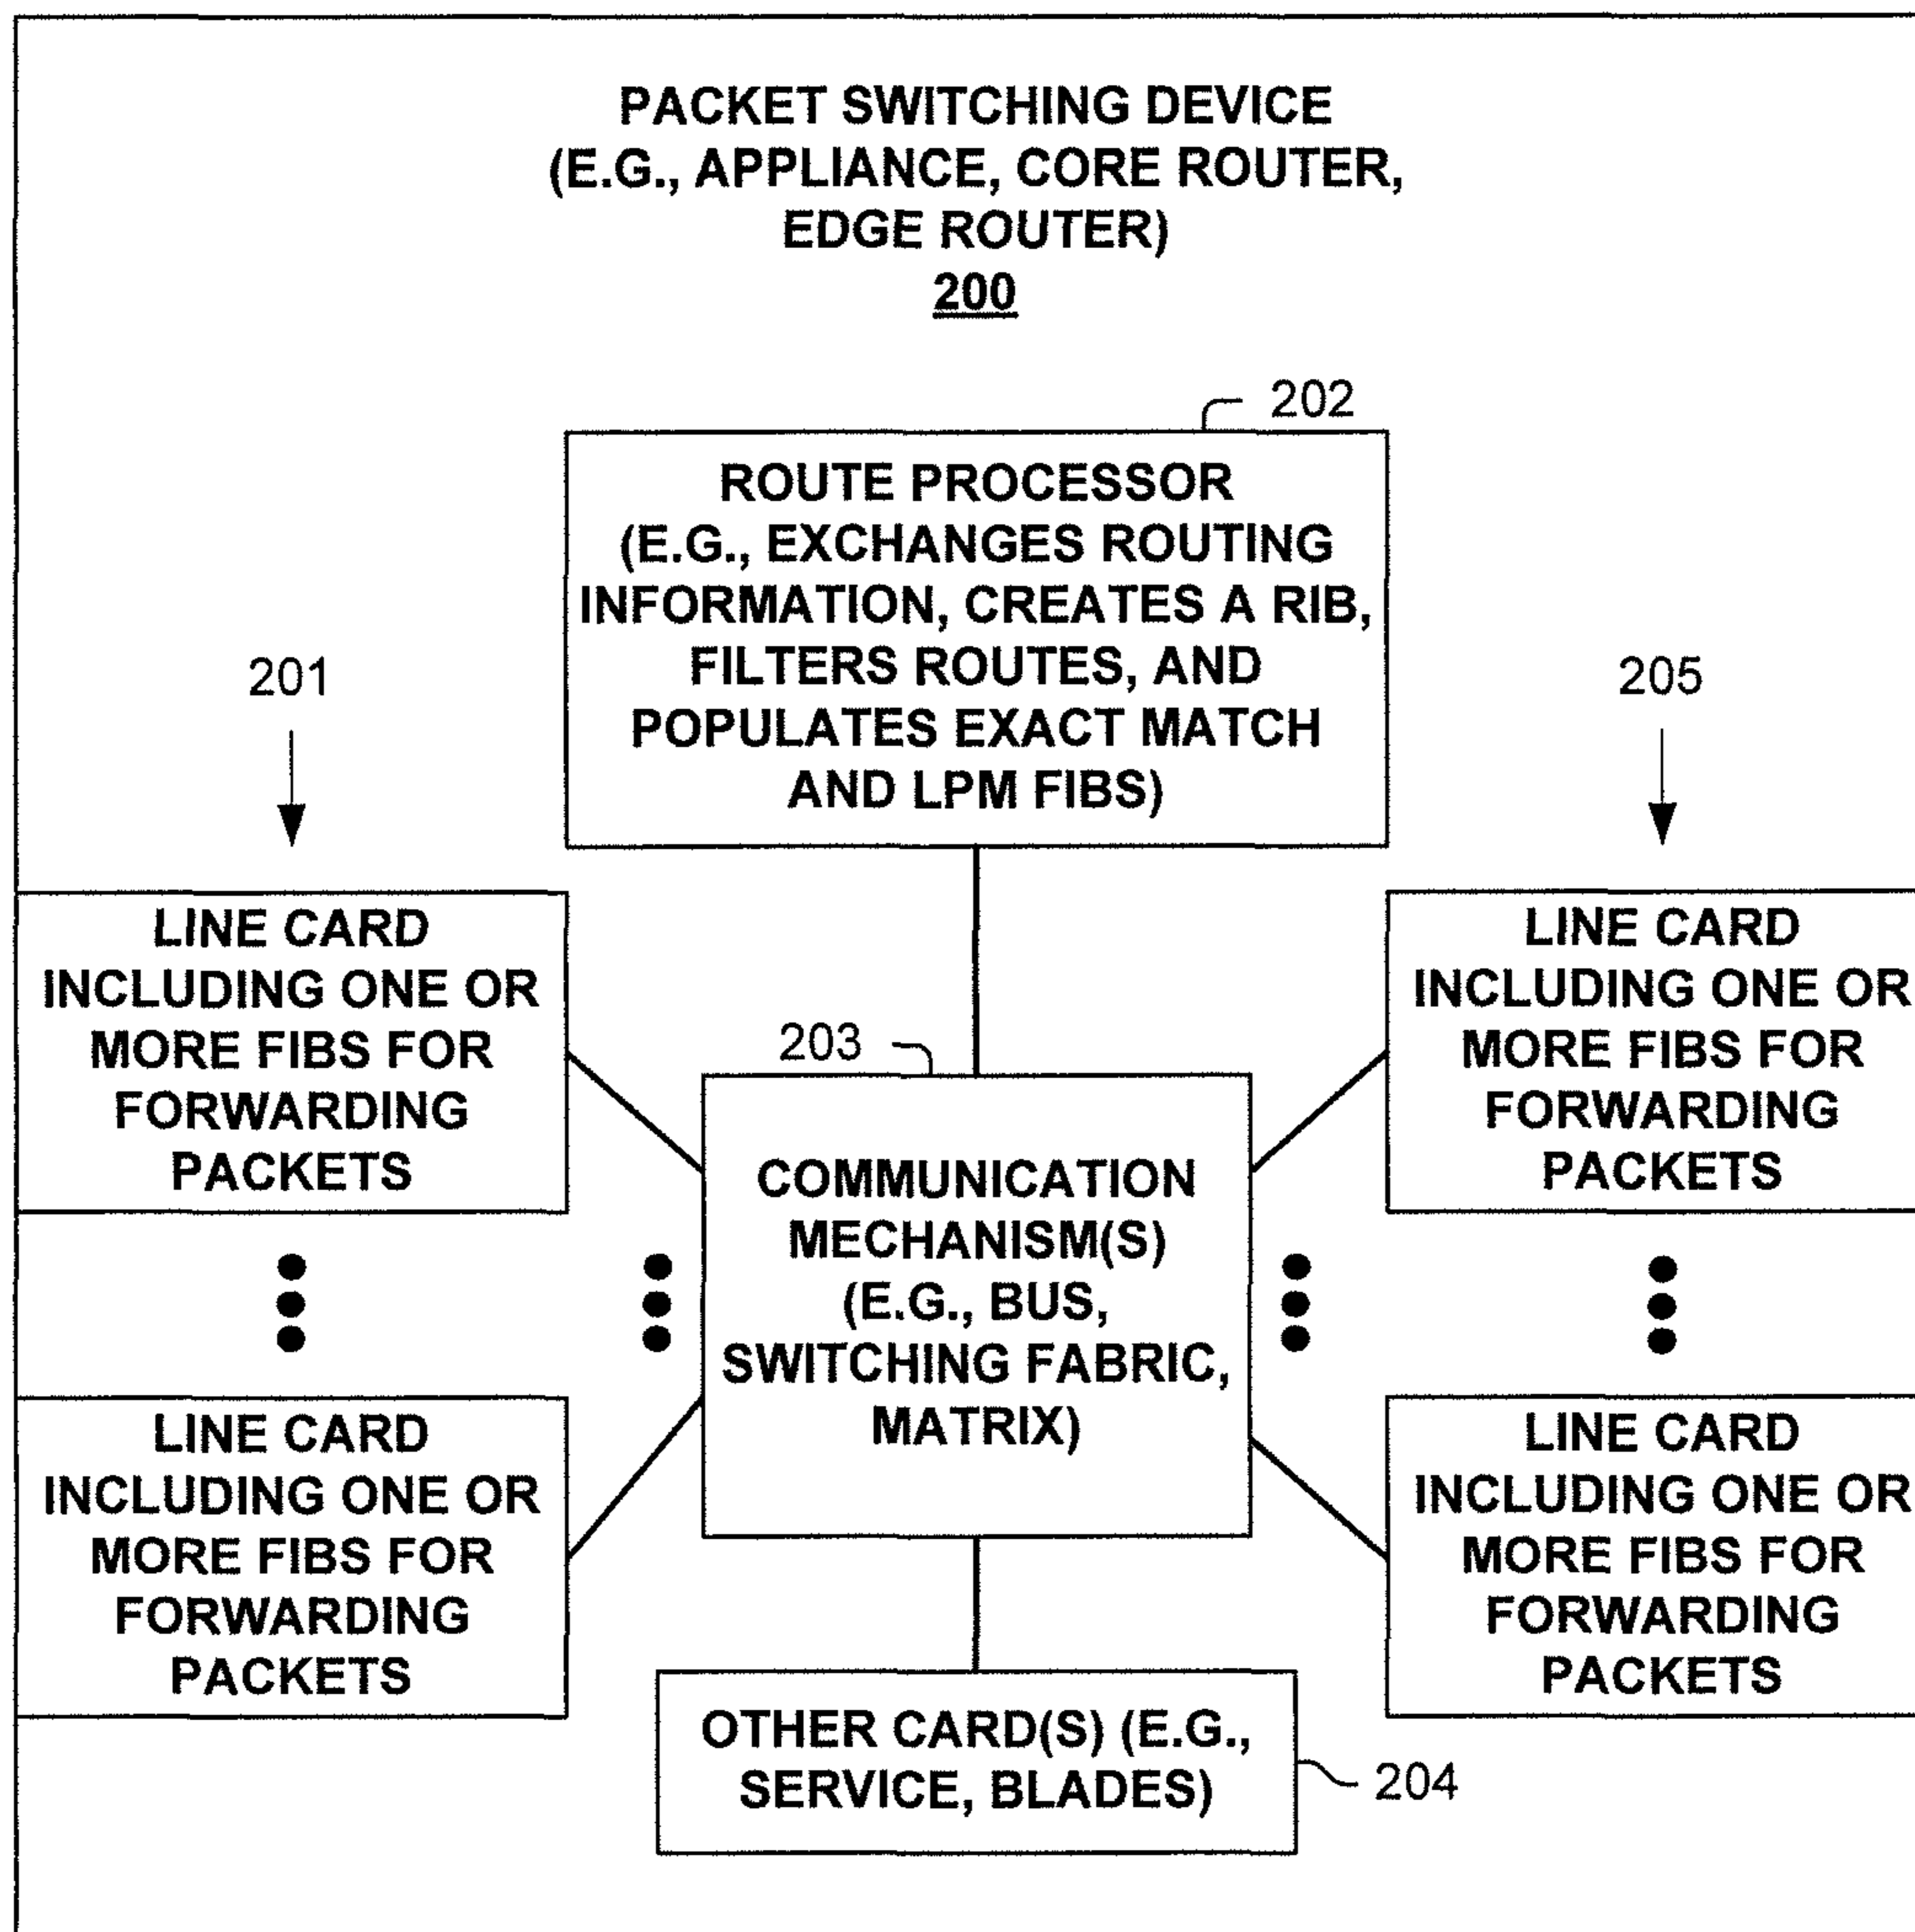 PACKET SWITCHING DEVICE
(E.G., APPLIANCE, CORE ROUTER,
EDGE ROUTER)
200
202
ROUTE PROCESSOR
(E.G., EXCHANGES ROUTING
INFORMATION, CREATES A RIB,
FILTERS ROUTES, AND
POPULATES EXACT MATCH
AND LPM FIBS)
201
205
LINE CARD
INCLUDING ONE OR
MORE FIBS FOR
FORWARDING
PACKETS
LINE CARD
INCLUDING ONE OR
MORE FIBS FOR
FORWARDING
PACKETS
203
COMMUNICATION
MECHANISM(S)
(E.G., BUS,
SWITCHING FABRIC,
MATRIX)
LINE CARD
INCLUDING ONE OR
MORE FIBS FOR
FORWARDING
PACKETS
LINE CARD
INCLUDING ONE OR
MORE FIBS FOR
FORWARDING
PACKETS
OTHER CARD(S) (E.G.,
SERVICE, BLADES)
204